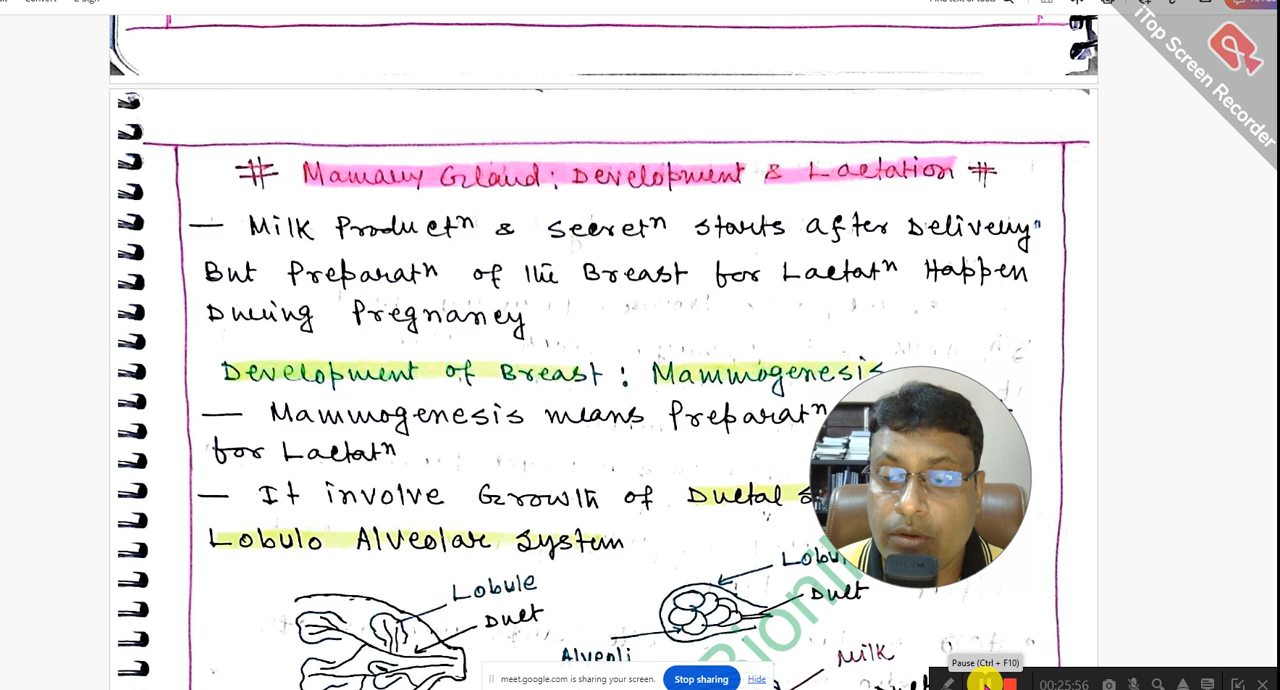 iTop Screen Recorder
# Mamary Gland : Development & Lactation #
— Milk Productn & Secretn starts after Delivery
But Preparatn of the Breast for Lactatn Happen
During Pregnancy
Development of Breast : Mammogenesis
— Mammogenesis means Preparatn
for Lactatn
— It involve Growth of Ductal
Lobulo Alveolar System
Lobule
Duct
Duct
Alveoli
Milk
Pause (Ctrl + F10)
meet.google.com is sharing your screen.
Stop sharing
Hide
00:25:56